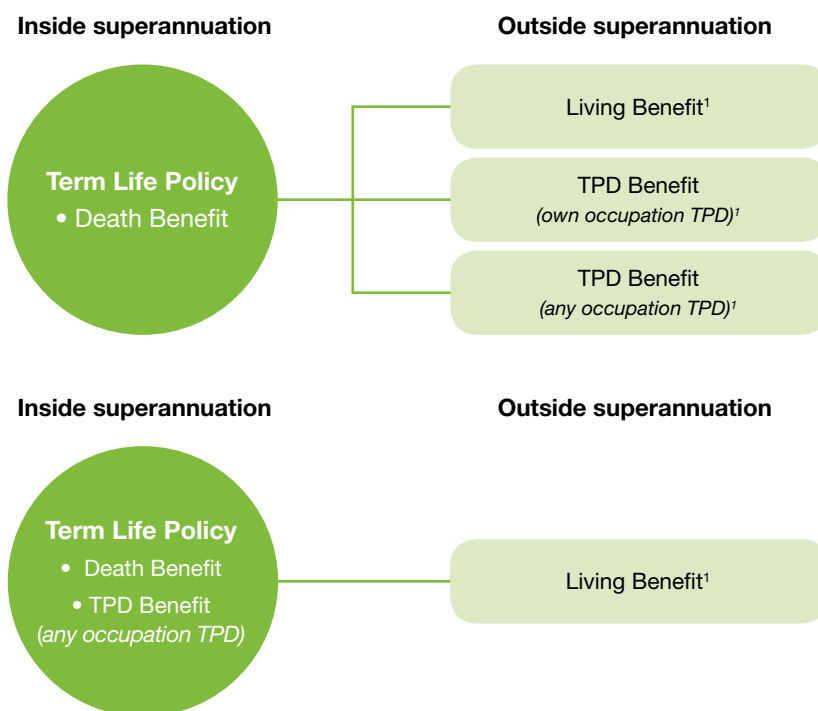 Inside superannuation
Outside superannuation
Term Life Policy
• Death Benefit
Living Benefit¹
TPD Benefit
(own occupation TPD)¹
TPD Benefit
(any occupation TPD)¹
Inside superannuation
Outside superannuation
Term Life Policy
• Death Benefit
• TPD Benefit
(any occupation TPD)
Living Benefit¹